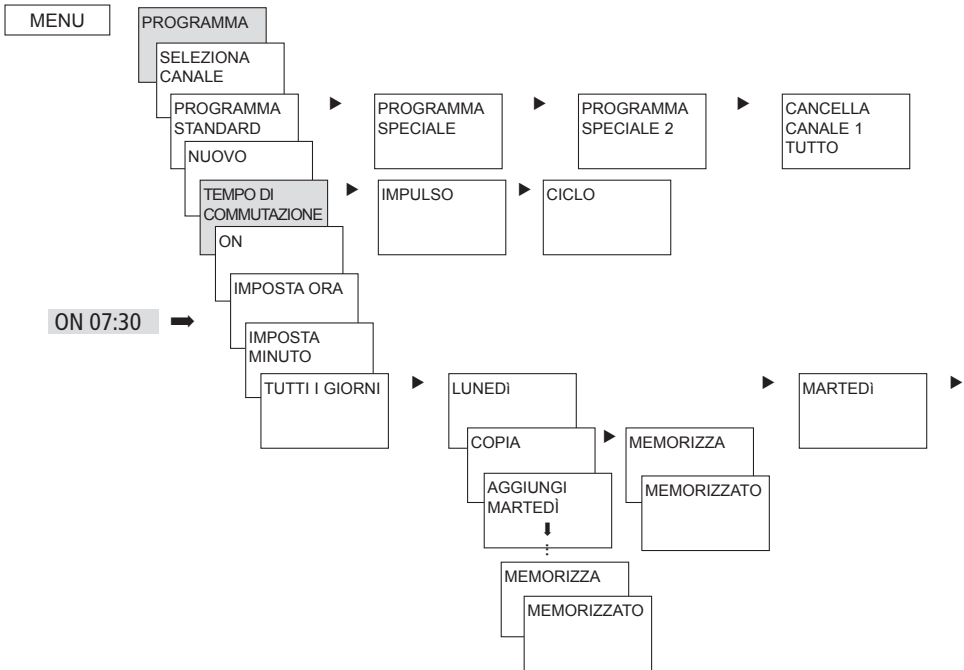 MENU
PROGRAMMA
SELEZIONA
CANALE
PROGRAMMA
STANDARD
PROGRAMMA
SPECIALE
PROGRAMMA
SPECIALE 2
CANCELLA
CANALE 1
TUTTO
NUOVO
TEMPO DI
COMMUTAZIONE
IMPULSO
CICLO
ON
IMPOSTA ORA
ON 07:30
IMPOSTA
MINUTO
TUTTI I GIORNI
LUNEDì
MARTEDì
COPIA
MEMORIZZA
AGGIUNGI
MARTEDÌ
MEMORIZZATO
MEMORIZZA
MEMORIZZATO